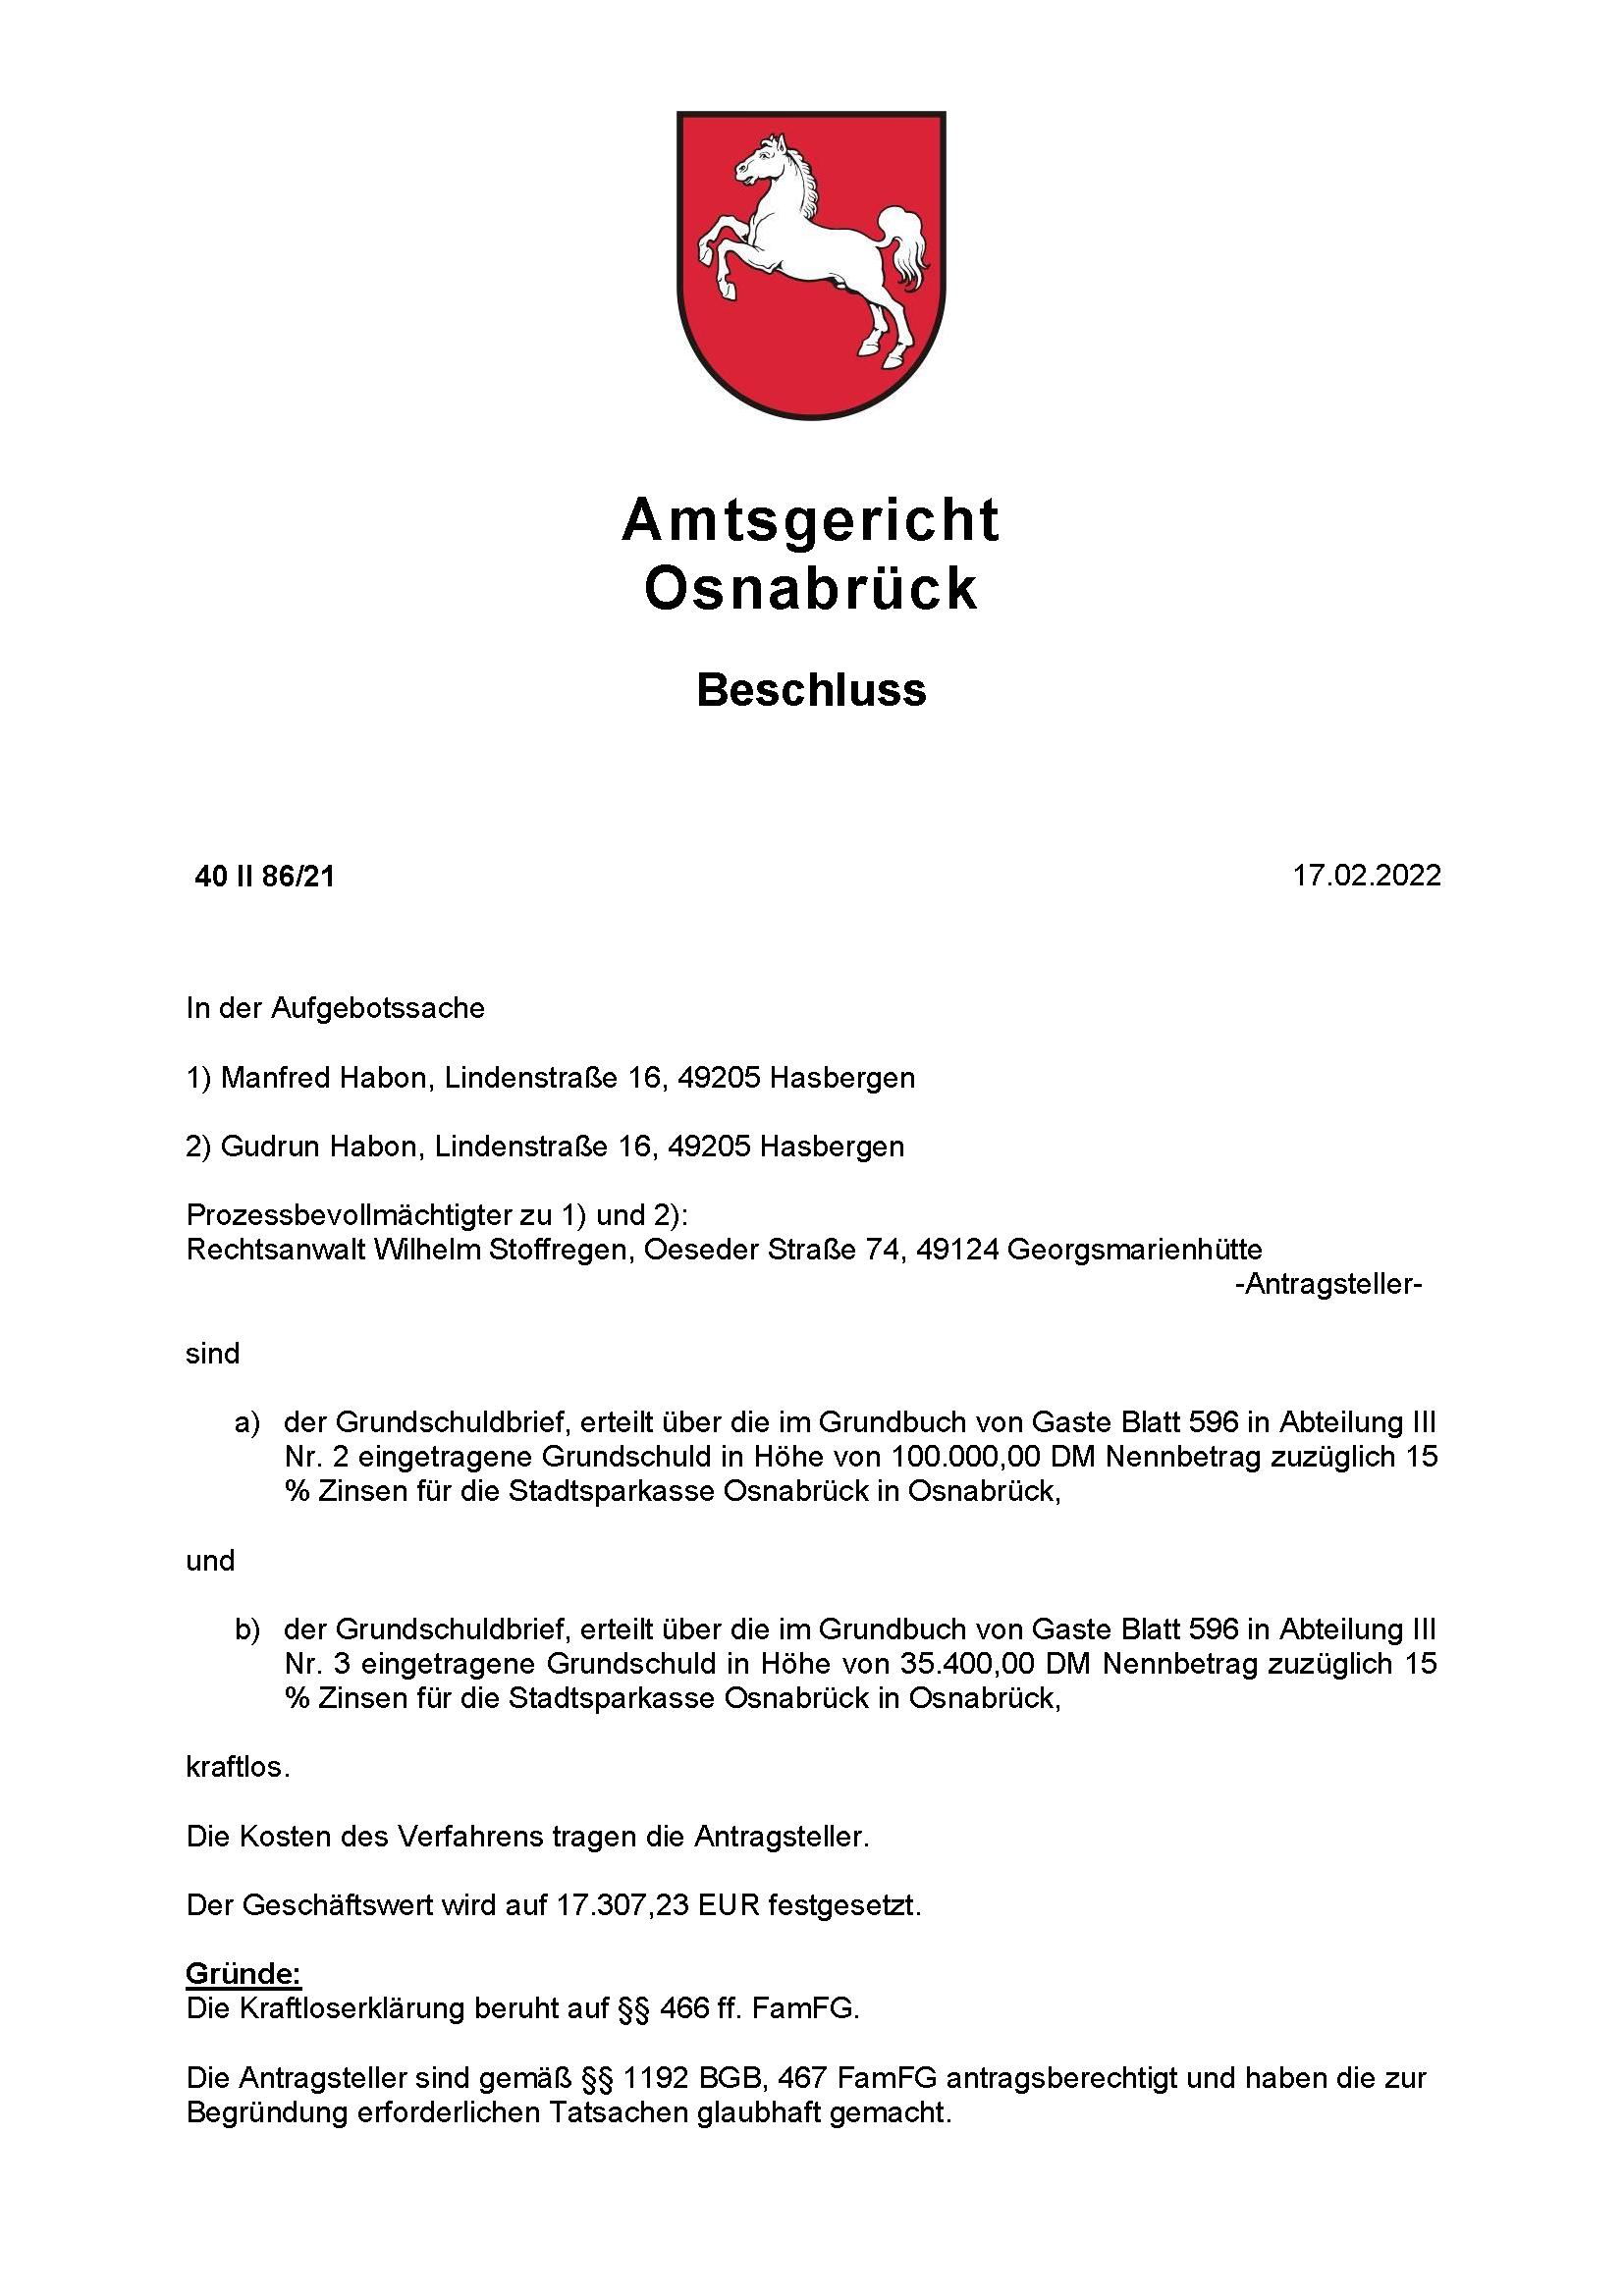 Amtsgericht
Osnabrück
Beschluss
40 II 86/21
17.02.2022
In der Aufgebotssache
1) Manfred Habon, Lindenstraße 16, 49205 Hasbergen
2) Gudrun Habon, Lindenstraße 16, 49205 Hasbergen
Prozessbevollmächtigter zu 1) und 2):
Rechtsanwalt Wilhelm Stoffregen, Oeseder Straße 74, 49124 Georgsmarienhütte
-Antragsteller-
sind
a) der Grundschuldbrief, erteilt über die im Grundbuch von Gaste Blatt 596 in Abteilung III
Nr. 2 eingetragene Grundschuld in Höhe von 100.000,00 DM Nennbetrag zuzüglich 15
% Zinsen für die Stadtsparkasse Osnabrück in Osnabrück,
und
b) der Grundschuldbrief, erteilt über die im Grundbuch von Gaste Blatt 596 in Abteilung III
Nr. 3 eingetragene Grundschuld in Höhe von 35.400,00 DM Nennbetrag zuzüglich 15
% Zinsen für die Stadtsparkasse Osnabrück in Osnabrück,
kraftlos.
Die Kosten des Verfahrens tragen die Antragsteller.
Der Geschäftswert wird auf 17.307,23 EUR festgesetzt.
Gründe:
Die Kraftloserklärung beruht auf §§ 466 ff. FamFG.
Die Antragsteller sind gemäß §§ 1192 BGB, 467 FamFG antragsberechtigt und haben die zur
Begründung erforderlichen Tatsachen glaubhaft gemacht.